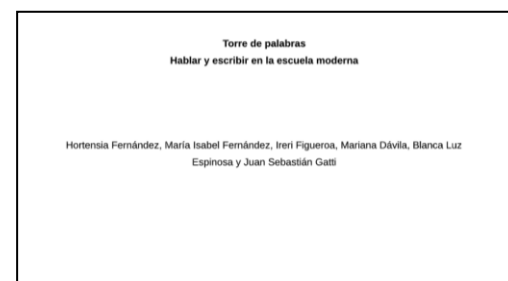 Torre de palabras
Hablar y escribir en la escuela moderna
Hortensia Fernández, María Isabel Fernández, Ireri Figueroa, Mariana Dávila, Blanca Luz
Espinosa y Juan Sebastián Gatti